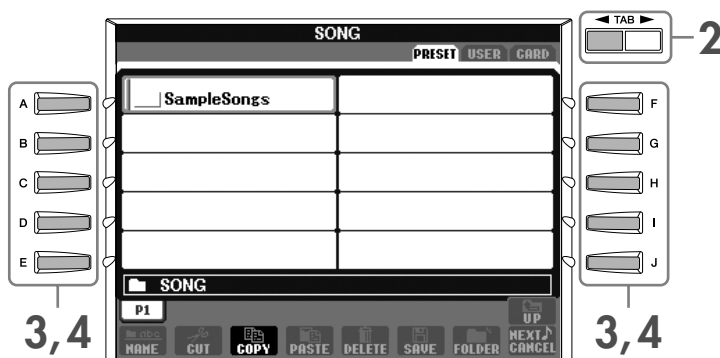 SONG
◄ TAB ►
2
PRESET USER CARD
A
SampleSongs
F
B
G
C
H
D
I
E
J
SONG
P1
UP
3,4
3,4
NAME CUT COPY PASTE DELETE SAVE FOLDER NEXT♪
CANCEL